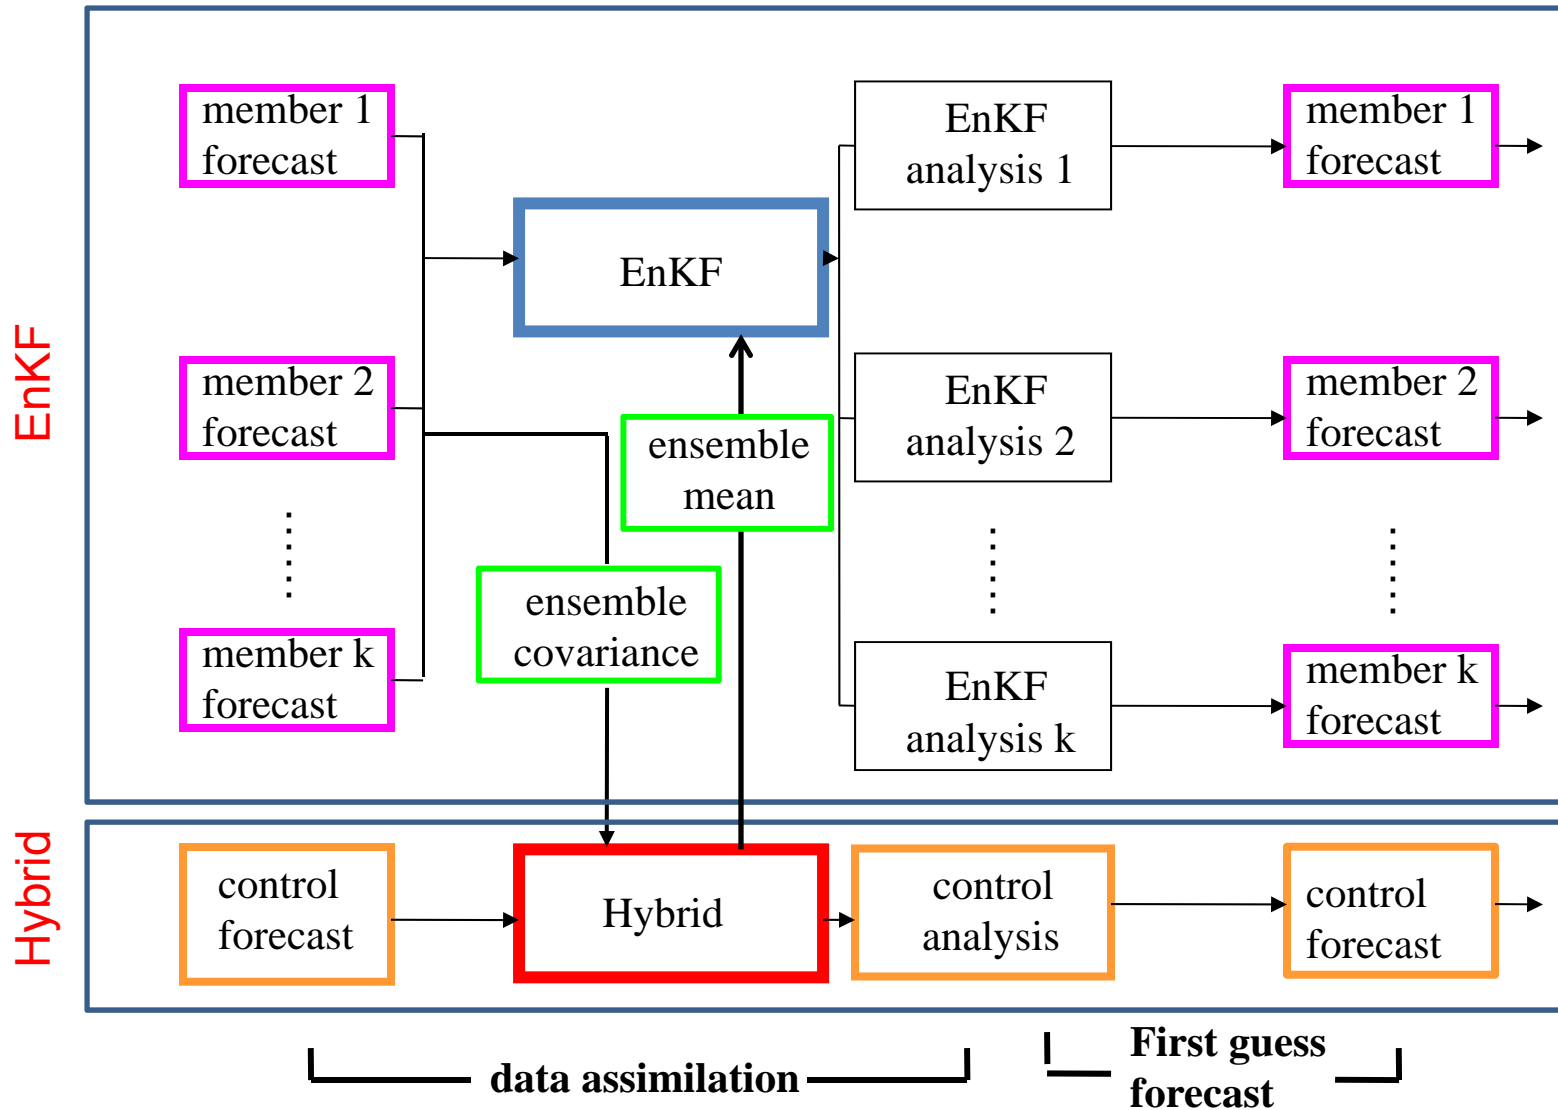 EnKF
member 1
forecast
member 2
forecast
member k
forecast
EnKF
ensemble
mean
ensemble
covariance
EnKF
analysis 1
EnKF
analysis 2
EnKF
analysis k
member 1
forecast
member 2
forecast
member k
forecast
Hybrid
control
forecast
Hybrid
control
analysis
control
forecast
data assimilation
First guess
forecast